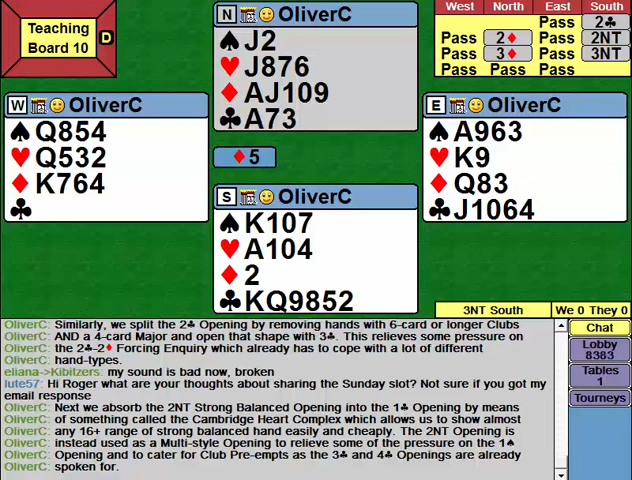 Teaching
Board 10
D
N OliverC
♠J2
♥J876
♦AJ109
♣A73
West North East South
Pass 2♣
Pass 2♦ Pass 2NT
Pass 3♦ Pass 3NT
Pass Pass Pass
W OliverC
♠Q854
♥Q532
♦K764
♣
♦5
E OliverC
♠A963
♥K9
♦Q83
♣J1064
S OliverC
♠K107
♥A104
♦2
♣KQ9852
3NT South
We 0 They 0
OliverC: Similarly, we split the 2♣ Opening by removing hands with 6-card or longer Clubs
OliverC: AND a 4-card Major and open that shape with 3♣. This relieves some pressure on
OliverC: the 2♣-2♦ Forcing Enquiry which already has to cope with a lot of different
OliverC: hand-types.
eliana->Kibitzers: my sound is bad now, broken
lute57: Hi Roger what are your thoughts about sharing the Sunday slot? Not sure if you got my
email response
OliverC: Next we absorb the 2NT Strong Balanced Opening into the 1♣ Opening by means
OliverC: of something called the Cambridge Heart Complex which allows us to show almost
OliverC: any 16+ range of strong balanced hand easily and cheaply. The 2NT Opening is
OliverC: instead used as a Multi-style Opening to relieve some of the pressure on the 1♠
OliverC: Opening and to cater for Club Pre-empts as the 3♣ and 4♣ Openings are already
OliverC: spoken for.
Chat
Lobby
8383
Tables
1
Tourneys